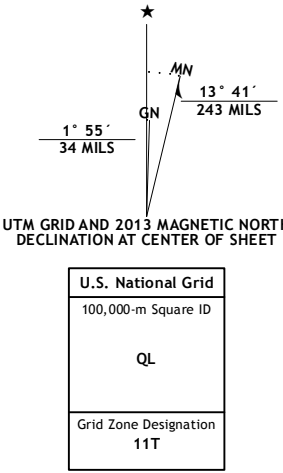 ★
MN
13° 41´
243 MILS
GN
1° 55´
34 MILS
UTM GRID AND 2013 MAGNETIC NORT
DECLINATION AT CENTER OF SHEET
U.S. National Grid
100,000-m Square ID
QL
Grid Zone Designation
11T